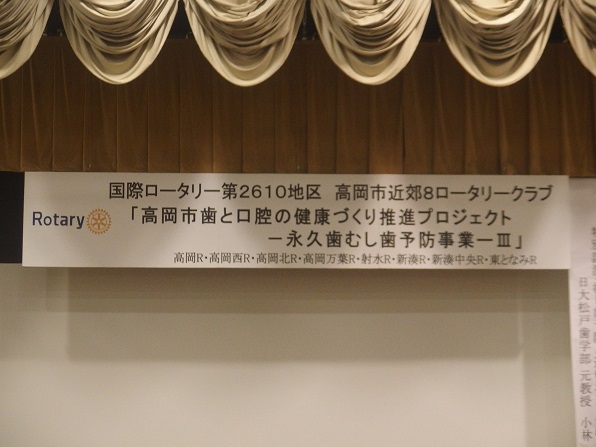 国際ロータリー第2610地区 高岡市近郊8ロータリークラブ
Rotary
「高岡市歯と口腔の健康づくり推進プロジェクト
－永久歯むし歯予防事業－Ⅲ」
高岡R・高岡西R・高岡北R・高岡万葉R・射水R・新湊R・新湊中央R・東となみR
日大松戸歯学部 元教授 小林